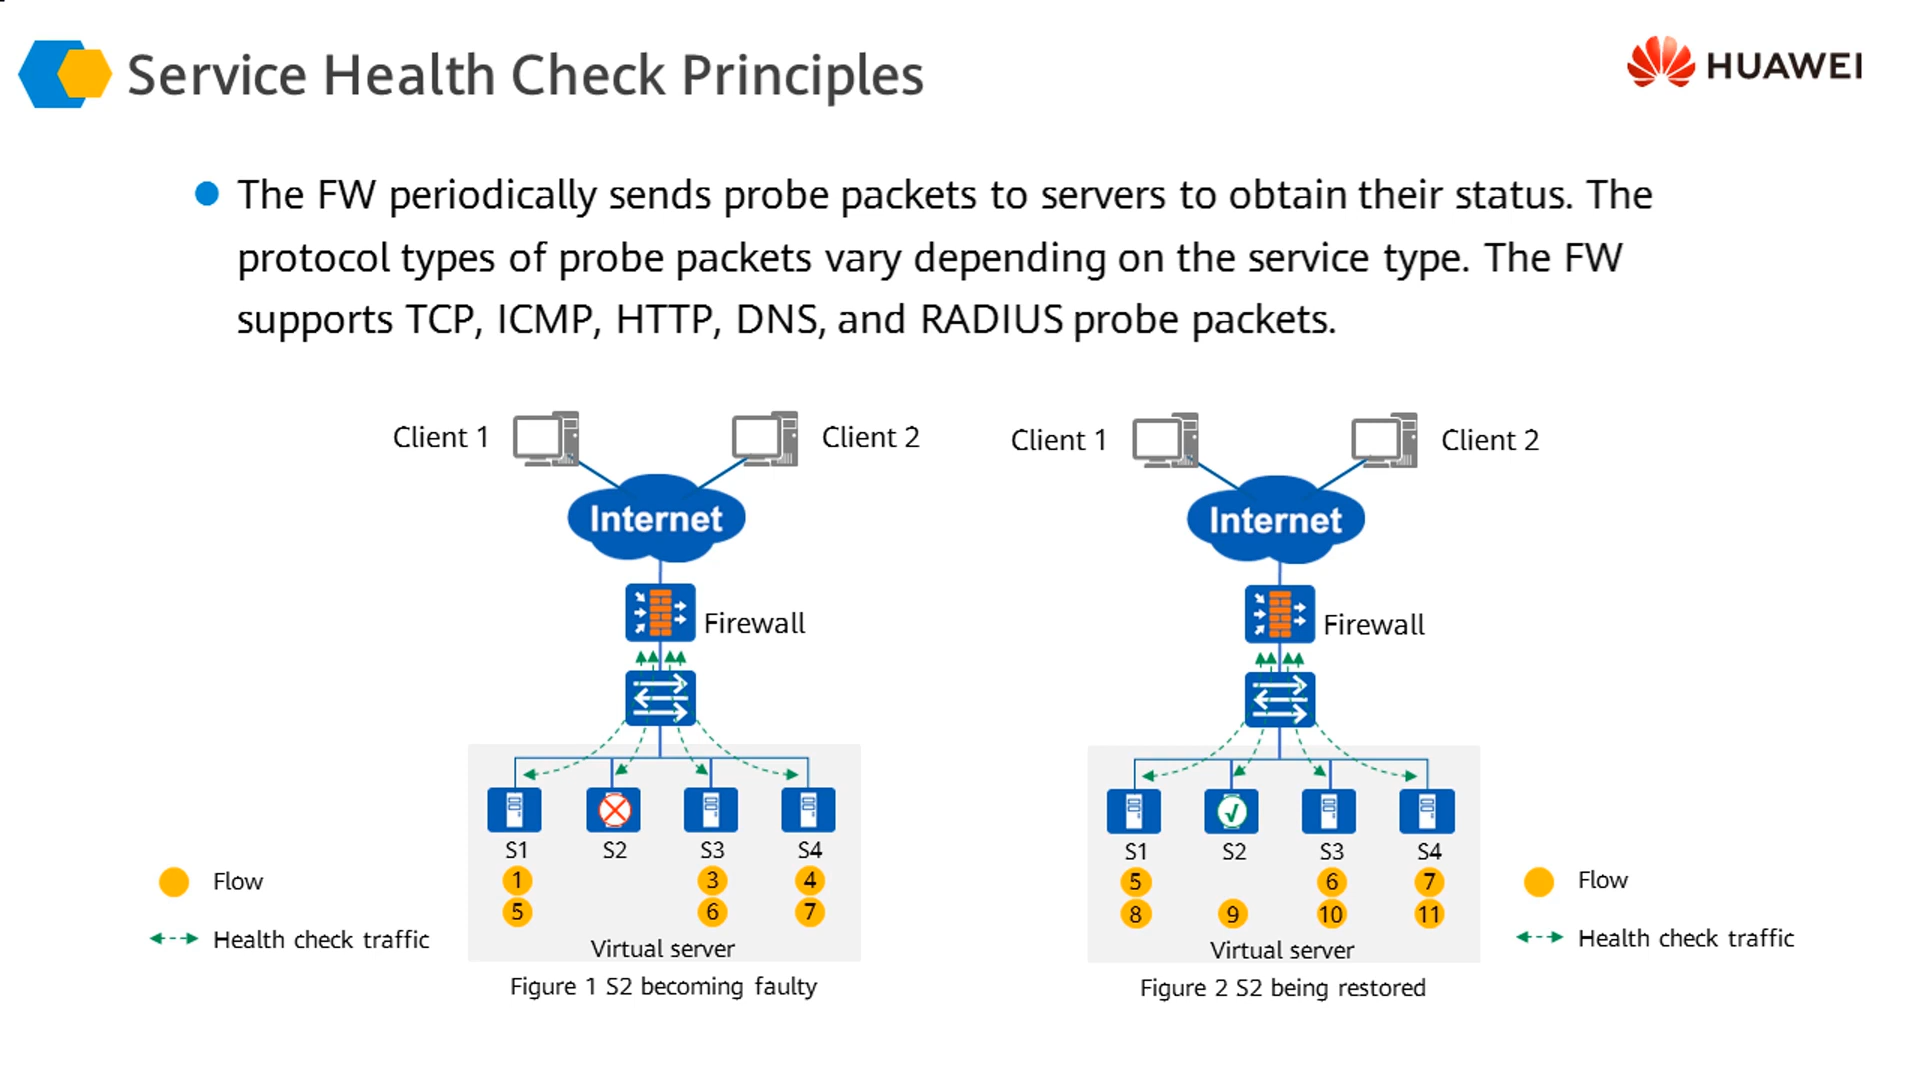 Service Health Check Principles
HUAWEI
The FW periodically sends probe packets to servers to obtain their status. The
protocol types of probe packets vary depending on the service type. The FW
supports TCP, ICMP, HTTP, DNS, and RADIUS probe packets.
Client 1
Client 2
Internet
Firewall
S1 S2 S3 S4
1 3 4
5 6 7
Virtual server
Figure 1 S2 becoming faulty
Flow
Health check traffic
Client 1
Client 2
Internet
Firewall
S1 S2 S3 S4
5 6 7
8 9 10 11
Virtual server
Figure 2 S2 being restored
Flow
Health check traffic